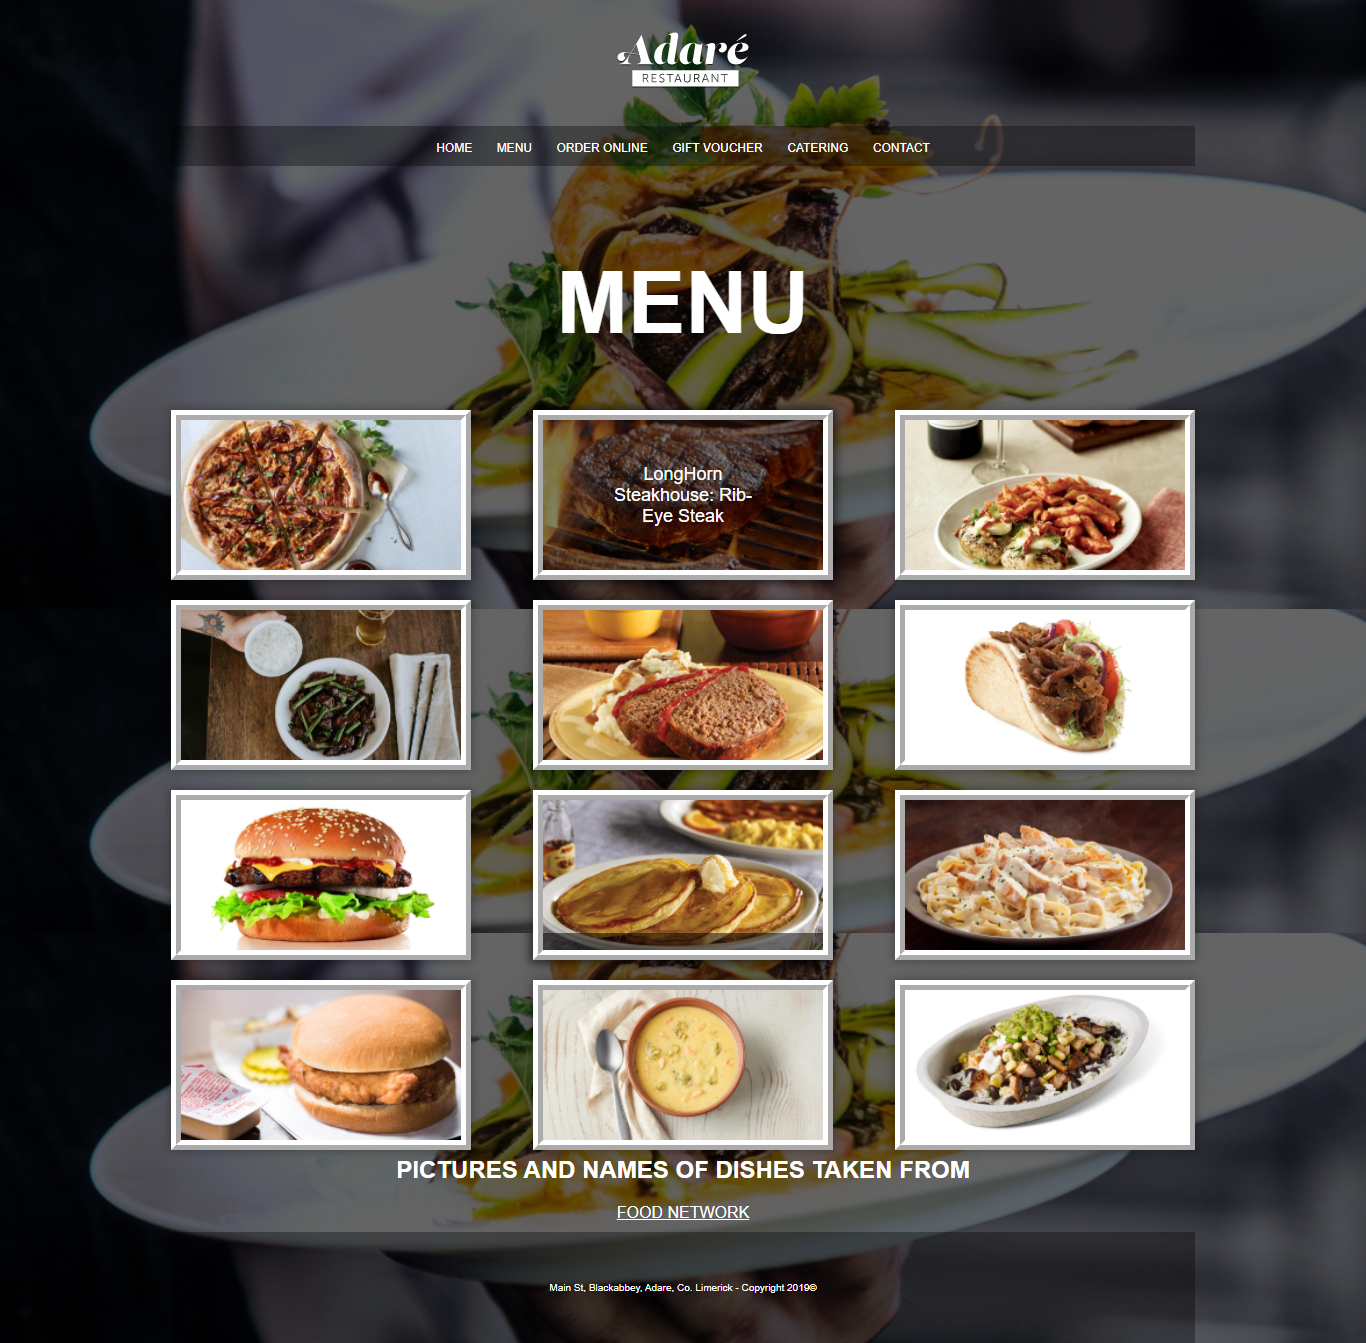 Adaré
RESTAURANT
HOME MENU ORDER ONLINE GIFT VOUCHER CATERING CONTACT
MENU
LongHorn
Steakhouse: Rib-
Eye Steak
PICTURES AND NAMES OF DISHES TAKEN FROM
FOOD NETWORK
Main St, Blackabbey, Adare, Co. Limerick - Copyright 2019©